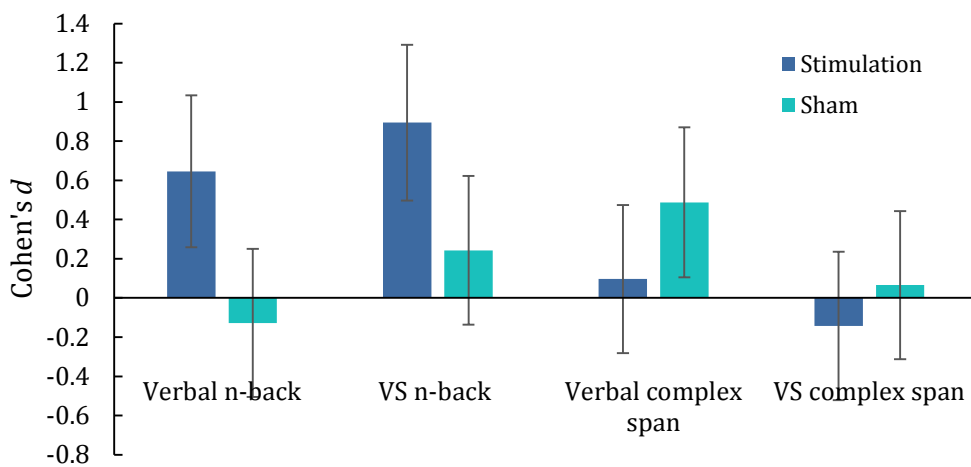 1.4
1.2
1
0.8
0.6
0.4
0.2
0
-0.2
-0.4
-0.6
-0.8
Cohen's d
Stimulation
Sham
Verbal n-back
VS n-back
Verbal complex
span
VS complex span